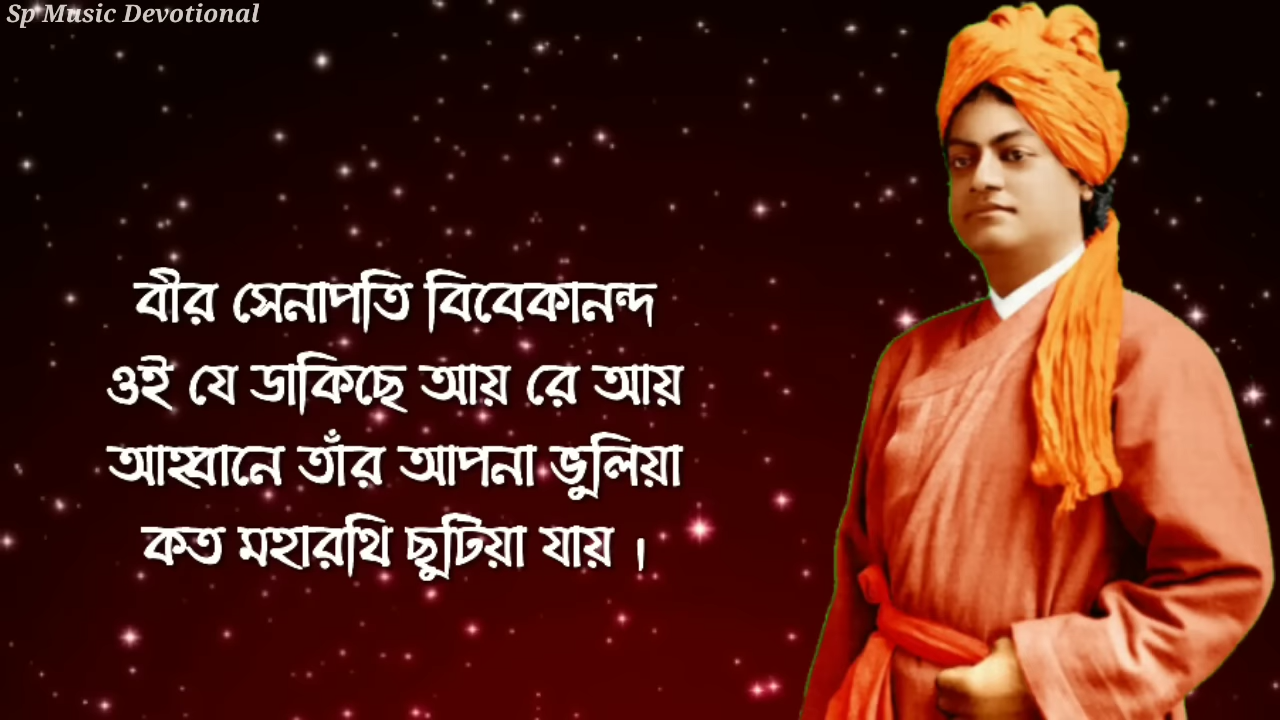 Sp Music Devotional
বীর সেনাপতি বিবেকানন্দ
ওই যে ডাকিছে আয় রে আয়
আহ্বানে তাঁর আপনা ভুলিয়া
কত মহারথি ছুটিয়া যায় ।